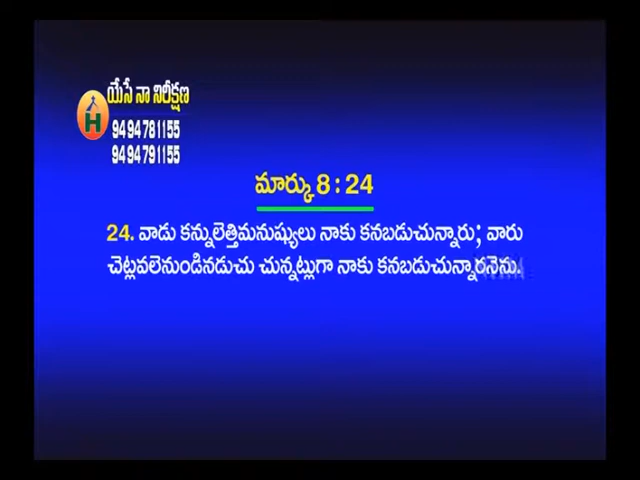 యేసే నా నిరీక్షణ
H
9494781155
9494791155
మార్కు 8 : 24
24. వాడు కన్నులెత్తిమనుష్యులు నాకు కనబడుచున్నారు; వారు
చెట్లవలెనుండినడుచు చున్నట్లుగా నాకు కనబడుచున్నారనెను.